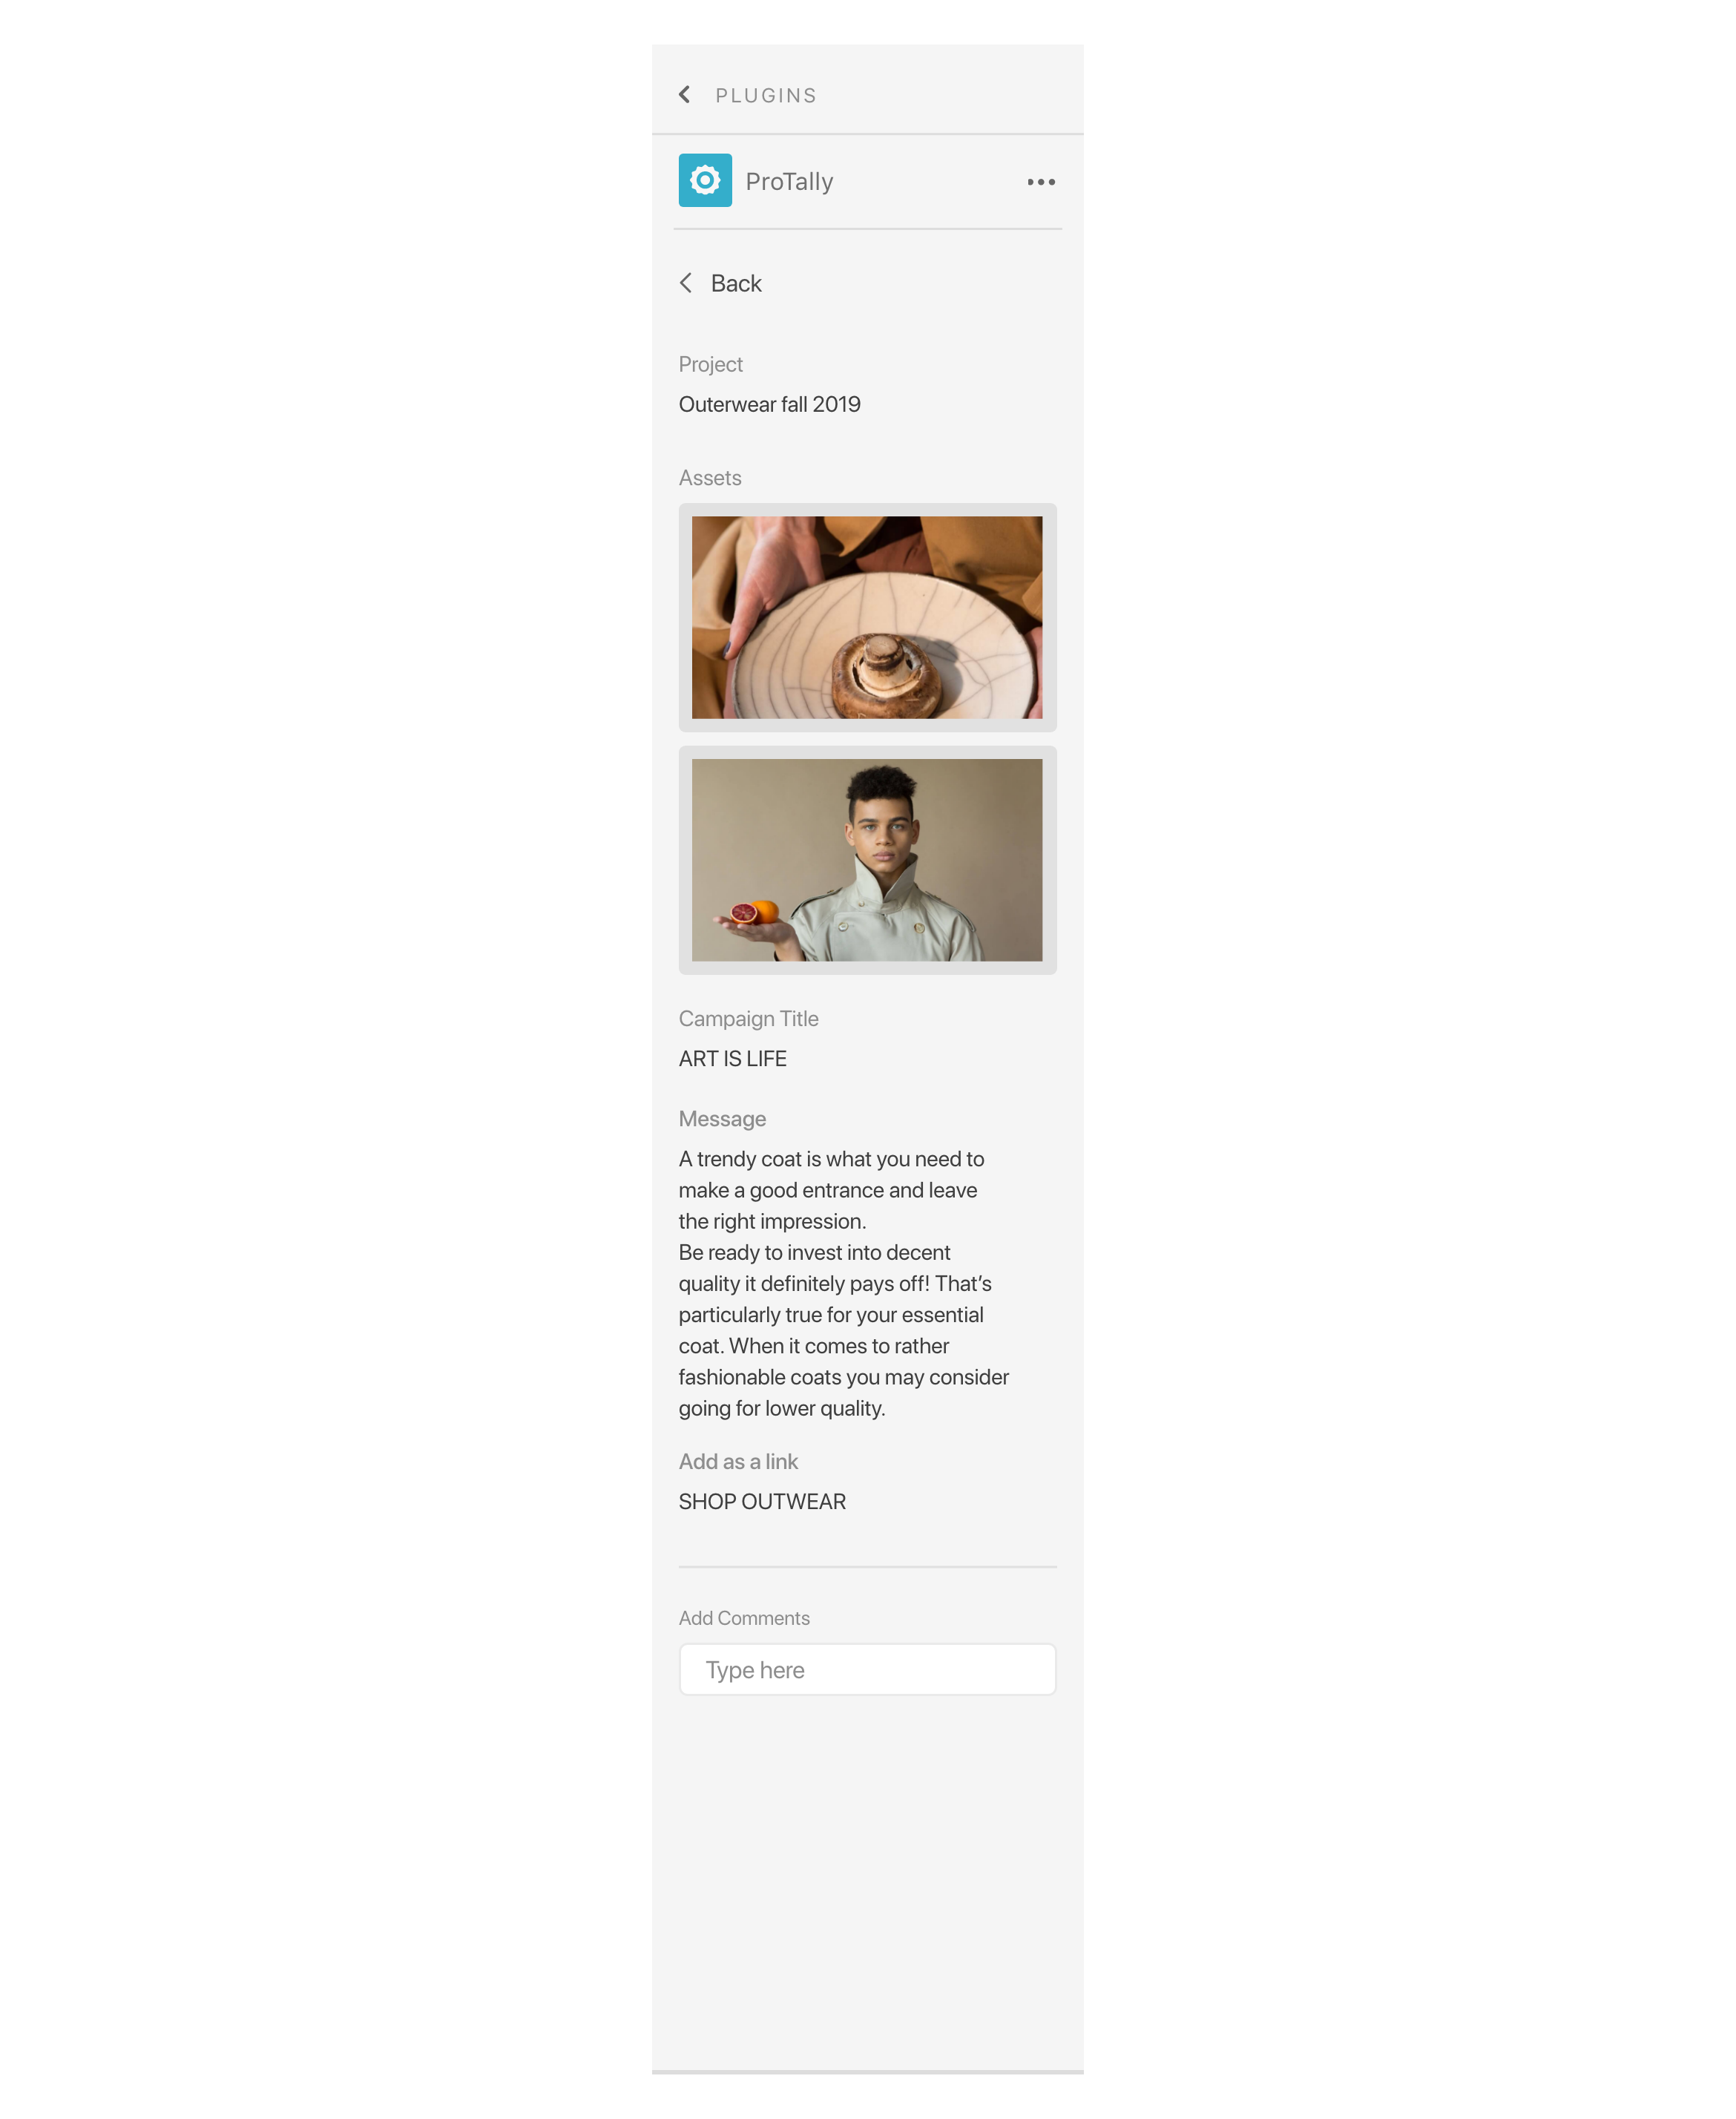 PLUGINS
ProTally
Back
Project
Outerwear fall 2019
Assets
Campaign Title
ART IS LIFE
Message
A trendy coat is what you need to
make a good entrance and leave
the right impression.
Be ready to invest into decent
quality it definitely pays off! That’s
particularly true for your essential
coat. When it comes to rather
fashionable coats you may consider
going for lower quality.
Add as a link
SHOP OUTWEAR
Add Comments
Type here